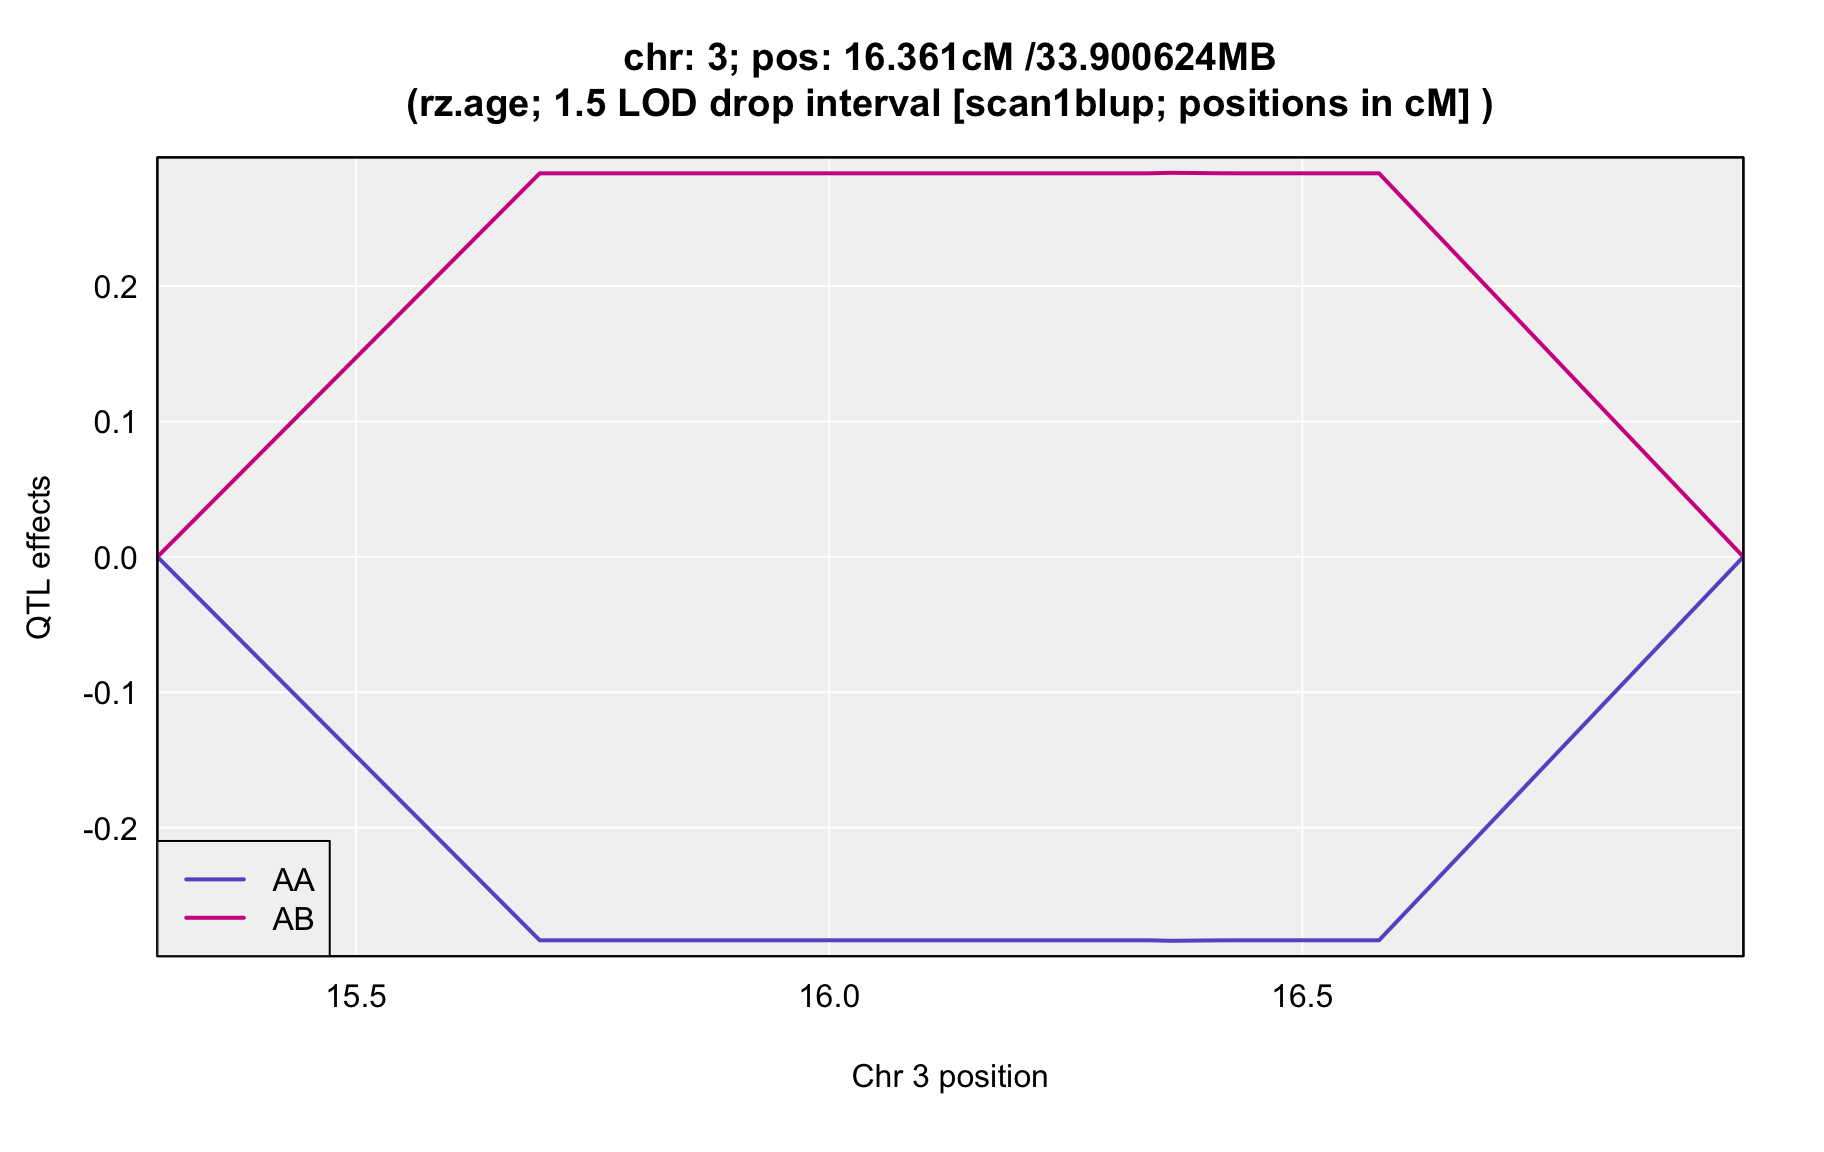 chr: 3; pos: 16.361cM /33.900624MB
(rz.age; 1.5 LOD drop interval [scan1blup; positions in cM] )
QTL effects
0.2
0.1
0.0
-0.1
-0.2
AA
AB
15.5 16.0 16.5
Chr 3 position